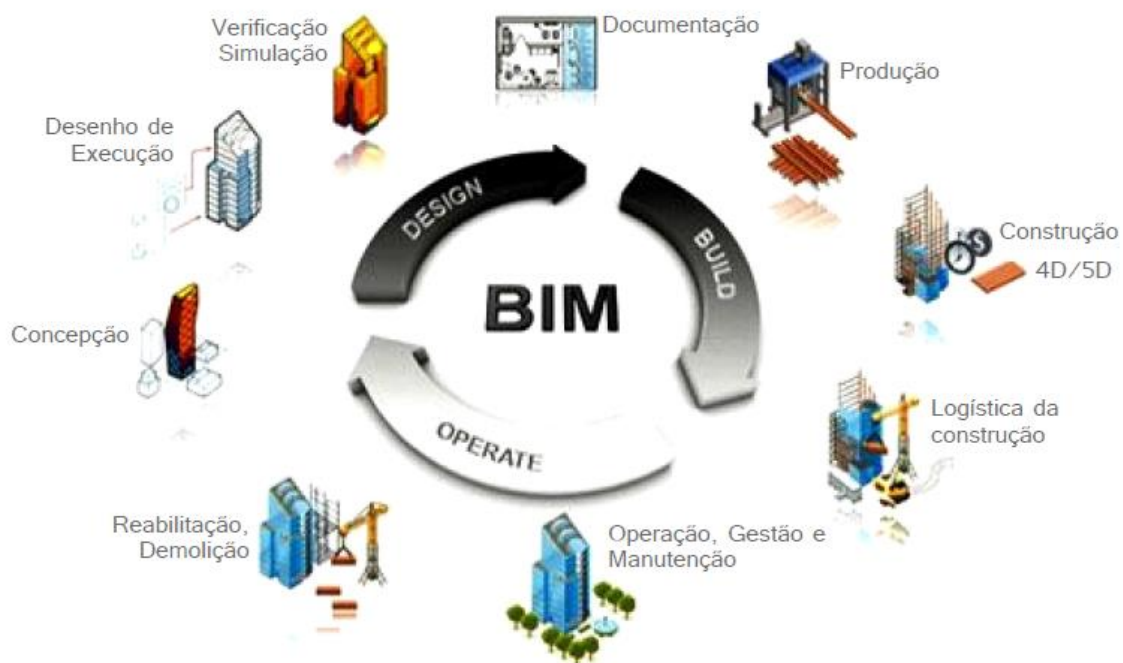 Verificação
Simulação
Documentação
Produção
Desenho de
Execução
DESIGN
BUILD
Construção
4D/5D
BIM
Concepção
Logística da
construção
OPERATE
Reabilitação,
Demolição
Operação, Gestão e
Manutenção